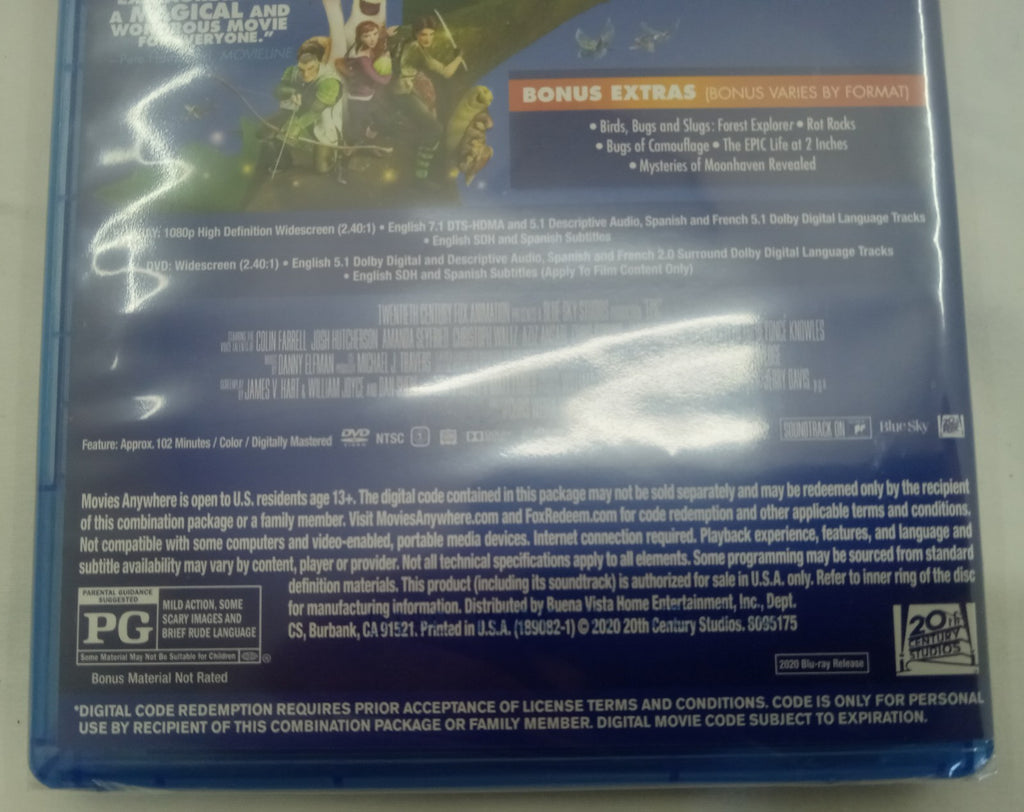 A MAGICAL AND
WONDROUS MOVIE
FOR EVERYONE."
MOVIELINE
BONUS EXTRAS (BONUS VARIES BY FORMAT)
• Birds, Bugs and Slugs: Forest Explorer • Rot Rocks
• Bugs of Camouflage • The EPIC Life at 2 Inches
• Mysteries of Moonhaven Revealed
1080p High Definition Widescreen (2.40:1) • English 7.1 DTS-HDMA and 5.1 Descriptive Audio, Spanish and French 5.1 Dolby Digital Language Tracks
• English SDH and Spanish Subtitles
DVD: Widescreen (2.40:1) • English 5.1 Dolby Digital and Descriptive Audio, Spanish and French 2.0 Surround Dolby Digital Language Tracks
• English SDH and Spanish Subtitles (Apply To Film Content Only)
TWENTIETH CENTURY FOX ANIMATION PRESENTS A BLUE SKY STUDIOS
COLIN FARRELL JOSH HUTCHERSON AMANDA SEYFRIED CHRISTOPH WALTZ AZIZ ANSARI KNOWLES
DANNY ELFMAN MICHAEL J. TRAVERS
JAMES V. HART & WILLIAM JOYCE AND JERRY DAVIS, p.g.a.
Feature: Approx. 102 Minutes / Color / Digitally Mastered DVD NTSC 1 SOUNDTRACK ON BlueSky
Movies Anywhere is open to U.S. residents age 13+. The digital code contained in this package may not be sold separately and may be redeemed only by the recipient
of this combination package or a family member. Visit MoviesAnywhere.com and FoxRedeem.com for code redemption and other applicable terms and conditions.
Not compatible with some computers and video-enabled, portable media devices. Internet connection required. Playback experience, features, and language and
subtitle availability may vary by content, player or provider. Not all technical specifications apply to all elements. Some programming may be sourced from standard
definition materials. This product (including its soundtrack) is authorized for sale in U.S.A. only. Refer to inner ring of the disc
for manufacturing information. Distributed by Buena Vista Home Entertainment, Inc., Dept.
CS, Burbank, CA 91521. Printed in U.S.A. (189082-1) © 2020 20th Century Studios. 8095175
PARENTAL GUIDANCE SUGGESTED
PG
MILD ACTION, SOME
SCARY IMAGES AND
BRIEF RUDE LANGUAGE
Some Material May Not Be Suitable for Children
®
Bonus Material Not Rated
2020 Blu-ray Release
20th
CENTURY
STUDIOS
*DIGITAL CODE REDEMPTION REQUIRES PRIOR ACCEPTANCE OF LICENSE TERMS AND CONDITIONS. CODE IS ONLY FOR PERSONAL
USE BY RECIPIENT OF THIS COMBINATION PACKAGE OR FAMILY MEMBER. DIGITAL MOVIE CODE SUBJECT TO EXPIRATION.